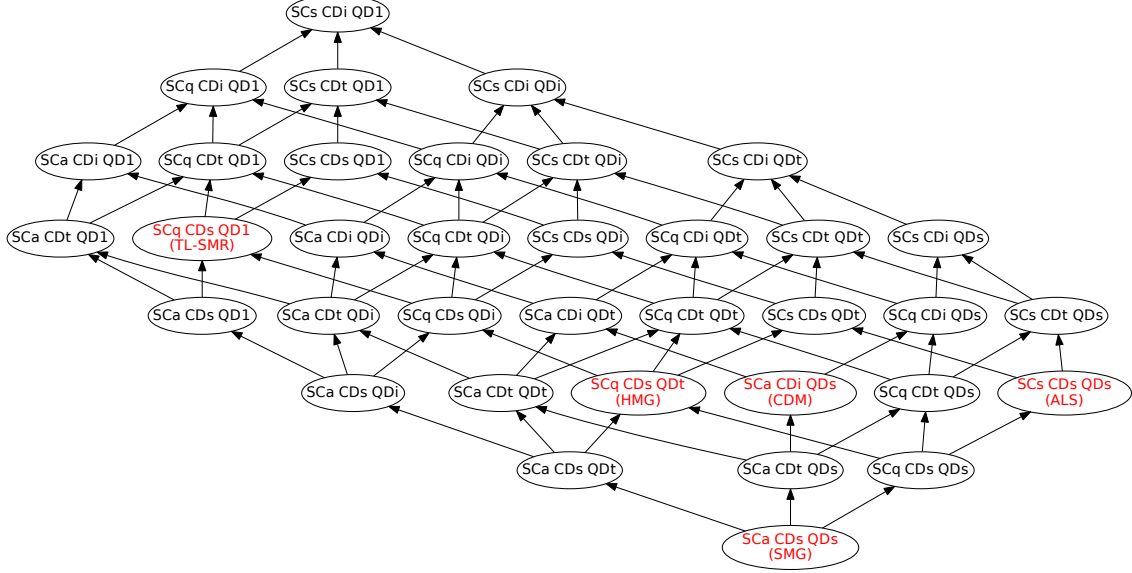 SCs CDi QD1
SCq CDi QD1
SCs CDt QD1
SCs CDi QDi
SCa CDi QD1
SCq CDt QD1
SCs CDs QD1
SCq CDi QDi
SCs CDt QDi
SCs CDi QDt
SCa CDt QD1
SCq CDs QD1
(TL-SMR)
SCa CDi QDi
SCq CDt QDi
SCs CDs QDi
SCq CDi QDt
SCs CDt QDt
SCs CDi QDs
SCa CDs QD1
SCa CDt QDi
SCq CDs QDi
SCa CDi QDt
SCq CDt QDt
SCs CDs QDt
SCq CDi QDs
SCs CDt QDs
SCa CDs QDi
SCa CDt QDt
SCq CDs QDt
(HMG)
SCa CDi QDs
(CDM)
SCq CDt QDs
SCs CDs QDs
(ALS)
SCa CDs QDt
SCa CDt QDs
SCq CDs QDs
SCa CDs QDs
(SMG)